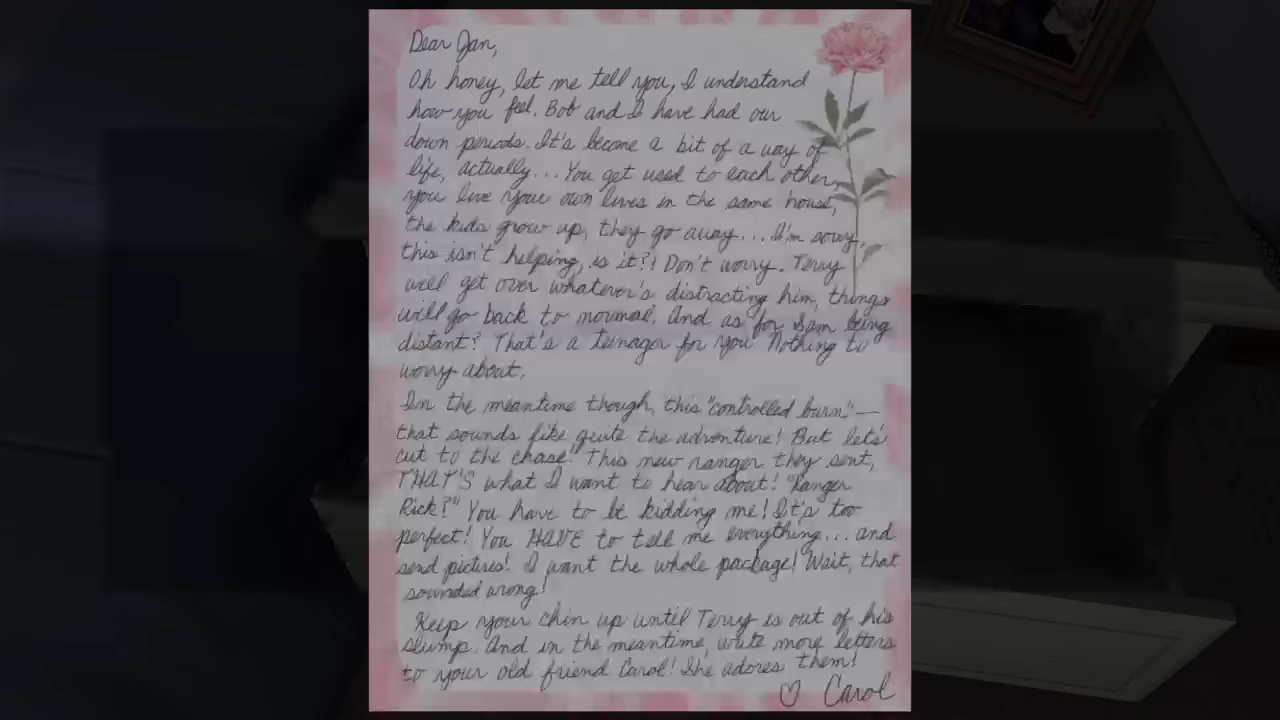 Dear Jan,
Oh honey, let me tell you, I understand
how you feel. Bob and I have had our
down periods. It's become a bit of a way of
life, actually... You get used to each other,
you live your own lives in the same house,
the kids grow up, they go away... I'm sorry,
this isn't helping, is it?! Don't worry. Terry
will get over whatever's distracting him, things
will go back to normal. And as for Sam being
distant? That's a teenager for you. Nothing to
worry about.
In the meantime though, this "controlled burn" —
that sounds like quite the adventure! But let's
cut to the chase! This new ranger they sent,
THAT'S what I want to hear about! "Ranger
Rick?" You have to be kidding me! It's too
perfect! You HAVE to tell me everything... and
send pictures! I want the whole package! Wait, that
sounded wrong!
Keep your chin up until Terry is out of his
slump. And in the meantime, write more letters
to your old friend Carol! She adores them!
♡ Carol